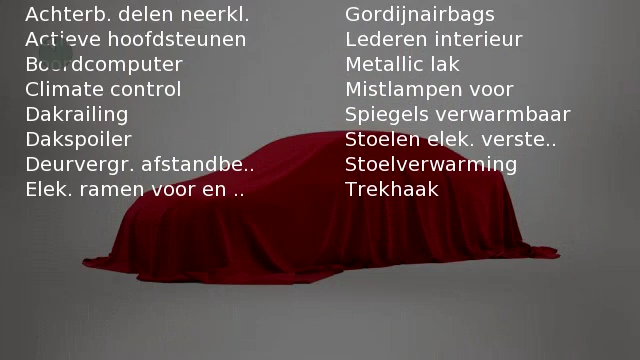 Achterb. delen neerkl.
Actieve hoofdsteunen
Boordcomputer
Climate control
Dakrailing
Dakspoiler
Deurvergr. afstandbe..
Elek. ramen voor en ..
Gordijnairbags
Lederen interieur
Metallic lak
Mistlampen voor
Spiegels verwarmbaar
Stoelen elek. verste..
Stoelverwarming
Trekhaak